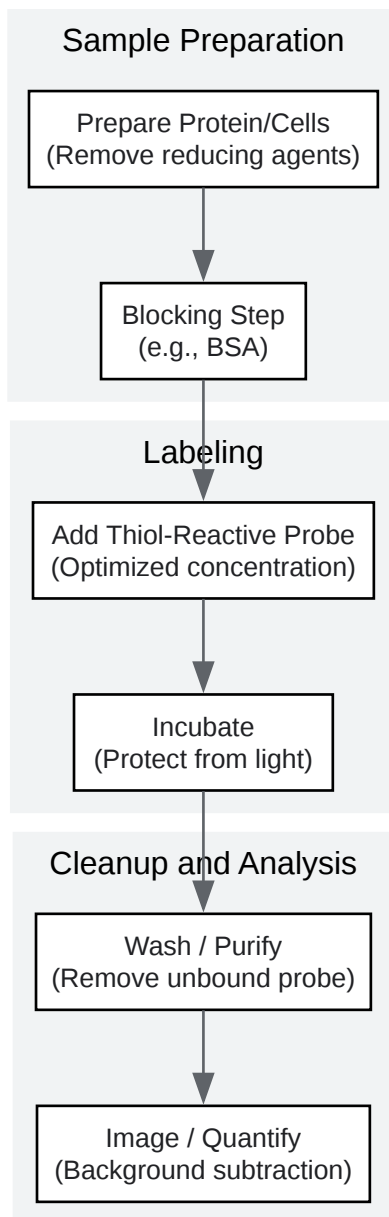 Sample Preparation
Prepare Protein/Cells
(Remove reducing agents)
Blocking Step
(e.g., BSA)
Labeling
Add Thiol-Reactive Probe
(Optimized concentration)
Incubate
(Protect from light)
Cleanup and Analysis
Wash / Purify
(Remove unbound probe)
Image / Quantify
(Background subtraction)